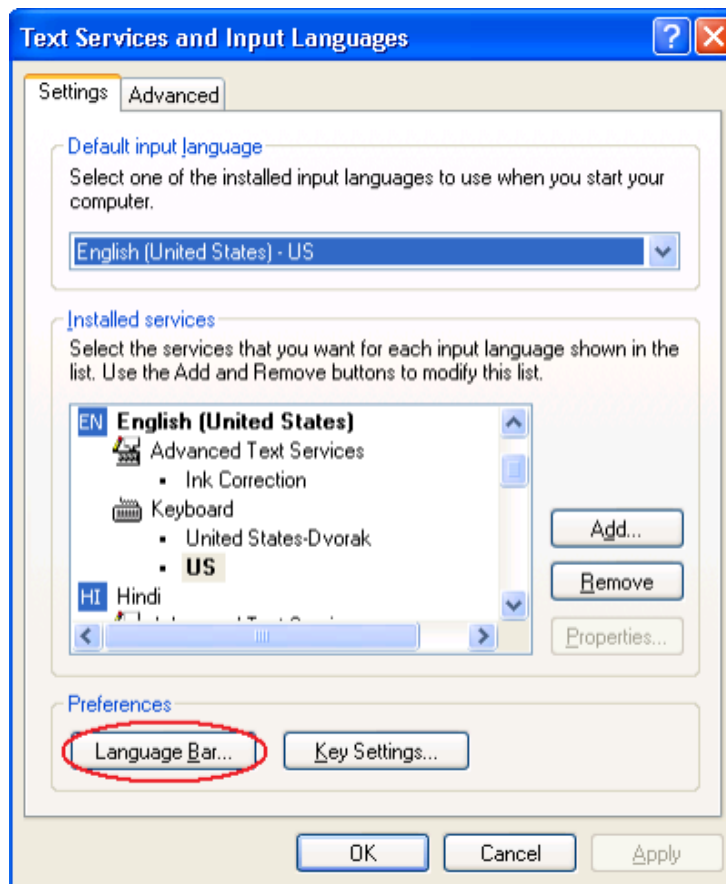 Text Services and Input Languages
Settings
Advanced
Default input language
Select one of the installed input languages to use when you start your
computer.
English (United States) - US
Installed services
Select the services that you want for each input language shown in the
list. Use the Add and Remove buttons to modify this list.
EN English (United States)
Advanced Text Services
• Ink Correction
Keyboard
• United States-Dvorak
• US
HI Hindi
Add...
Remove
Properties...
Preferences
Language Bar...
Key Settings...
OK
Cancel
Apply